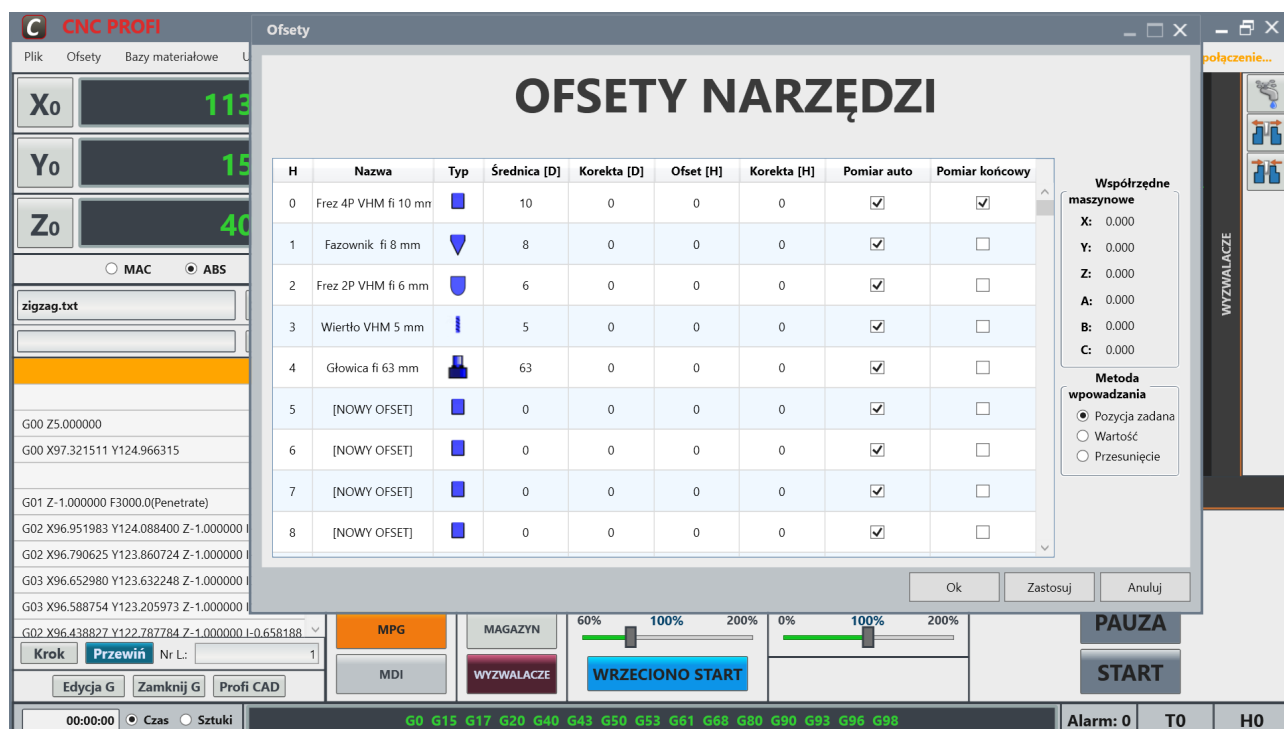 CNC PROFI
Ofsety
Plik Ofsety Bazy materiałowe
połączenie...
OFSETY NARZĘDZI
X0 113
Y0 15
Z0 40
MAC ABS
zigzag.txt
G00 Z5.000000
G00 X97.321511 Y124.966315
G01 Z-1.000000 F3000.0(Penetrate)
G02 X96.951983 Y124.088400 Z-1.000000 I
G02 X96.790625 Y123.860724 Z-1.000000 I
G03 X96.652980 Y123.632248 Z-1.000000 I
G03 X96.588754 Y123.205973 Z-1.000000 I
G02 X96.438827 Y122.787784 Z-1.000000 I-0.658188
H Nazwa Typ Średnica [D] Korekta [D] Ofset [H] Korekta [H] Pomiar auto Pomiar końcowy
0 Frez 4P VHM fi 10 mm 10 0 0 0
1 Fazownik fi 8 mm 8 0 0 0
2 Frez 2P VHM fi 6 mm 6 0 0 0
3 Wiertło VHM 5 mm 5 0 0 0
4 Głowica fi 63 mm 63 0 0 0
5 [NOWY OFSET] 0 0 0 0
6 [NOWY OFSET] 0 0 0 0
7 [NOWY OFSET] 0 0 0 0
8 [NOWY OFSET] 0 0 0 0
Współrzędne
maszynowe
X: 0.000
Y: 0.000
Z: 0.000
A: 0.000
B: 0.000
C: 0.000
Metoda
wpowadzania
Pozycja zadana
Wartość
Przesunięcie
WYZWALACZE
Ok Zastosuj Anuluj
Krok Przewiń Nr L.: 1
Edycja G Zamknij G Profi CAD
MPG MAGAZYN
MDI WYZWALACZE
60% 100% 200% 0% 100% 200%
WRZECIONO START
PAUZA
START
00:00:00 Czas Sztuki
G0 G15 G17 G20 G40 G43 G50 G53 G61 G68 G80 G90 G93 G96 G98
Alarm: 0 T0 H0